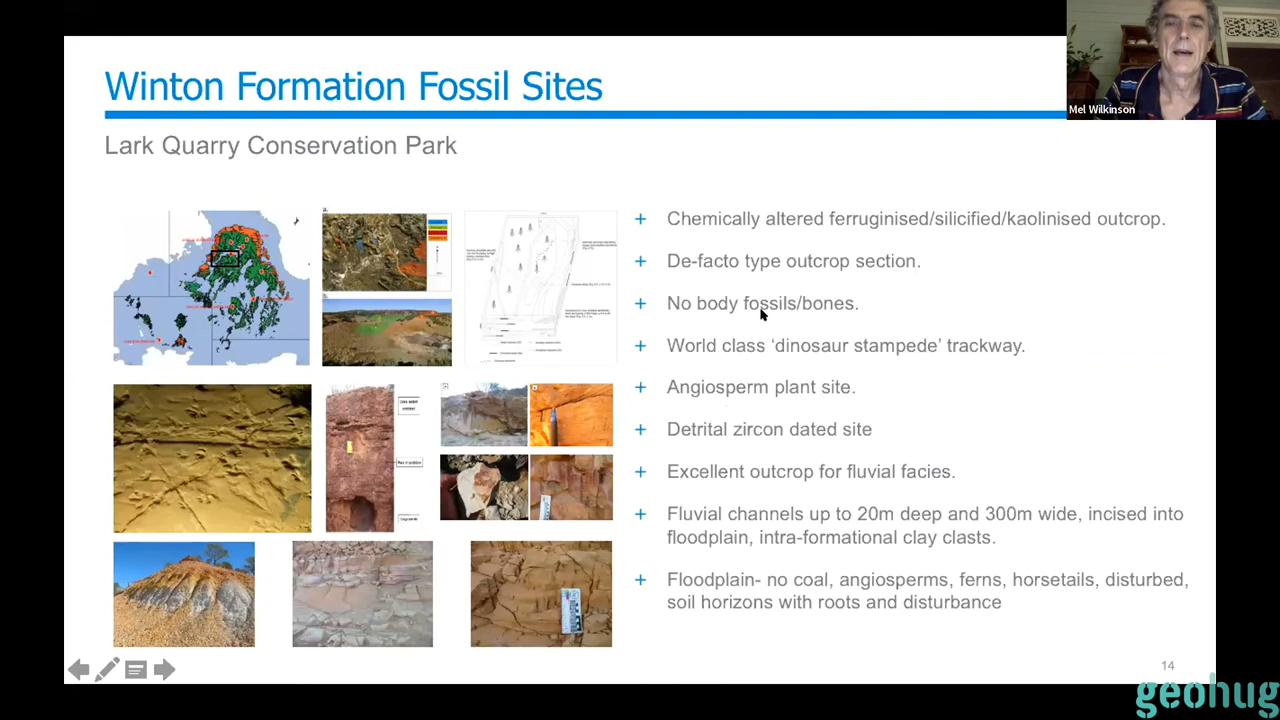 Mel Wilkinson
Winton Formation Fossil Sites
Lark Quarry Conservation Park
+ Chemically altered ferruginised/silicified/kaolinised outcrop.
+ De-facto type outcrop section.
+ No body fossils/bones.
+ World class ‘dinosaur stampede’ trackway.
+ Angiosperm plant site.
+ Detrital zircon dated site
+ Excellent outcrop for fluvial facies.
+ Fluvial channels up to 20m deep and 300m wide, incised into
floodplain, intra-formational clay clasts.
+ Floodplain- no coal, angiosperms, ferns, horsetails, disturbed,
soil horizons with roots and disturbance
14
geohug